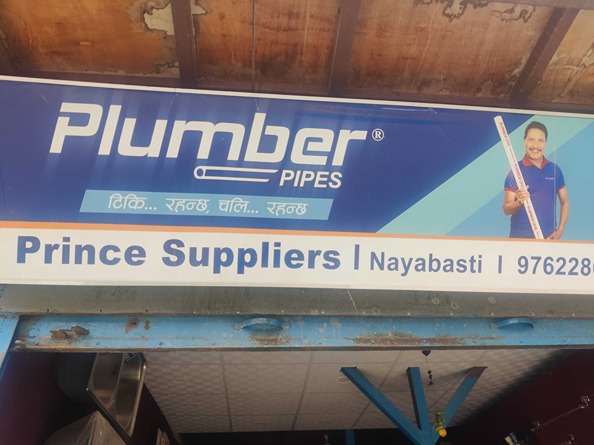 Plumber®
PIPES
टिकि... रहन्छ, चलि... रहन्छ
Prince Suppliers | Nayabasti | 976228